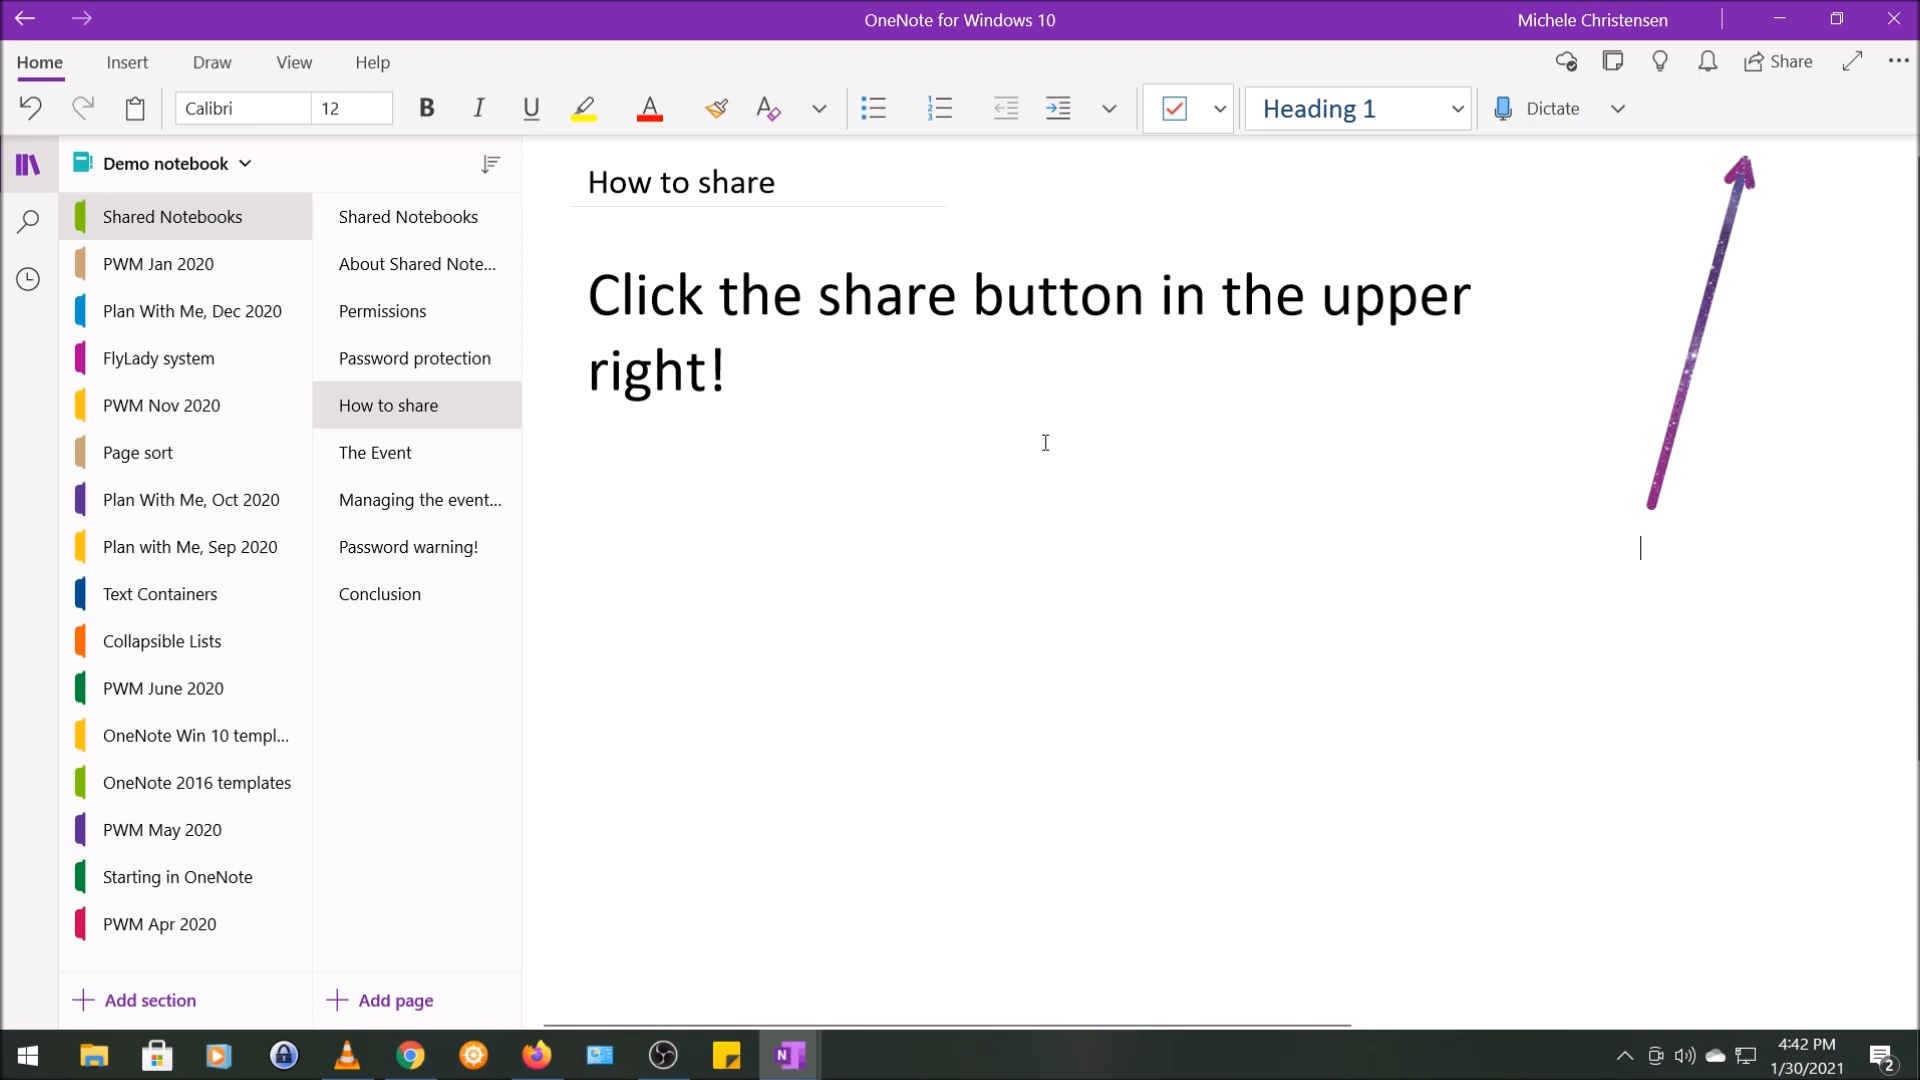 OneNote for Windows 10
Michele Christensen
Home Insert Draw View Help
Share
Calibri 12 B I U A A Heading 1 Dictate
Demo notebook
Shared Notebooks
PWM Jan 2020
Plan With Me, Dec 2020
FlyLady system
PWM Nov 2020
Page sort
Plan With Me, Oct 2020
Plan with Me, Sep 2020
Text Containers
Collapsible Lists
PWM June 2020
OneNote Win 10 templ...
OneNote 2016 templates
PWM May 2020
Starting in OneNote
PWM Apr 2020
Add section
Shared Notebooks
About Shared Note...
Permissions
Password protection
How to share
The Event
Managing the event...
Password warning!
Conclusion
Add page
How to share
Click the share button in the upper
right!
N
4:42 PM
1/30/2021
2